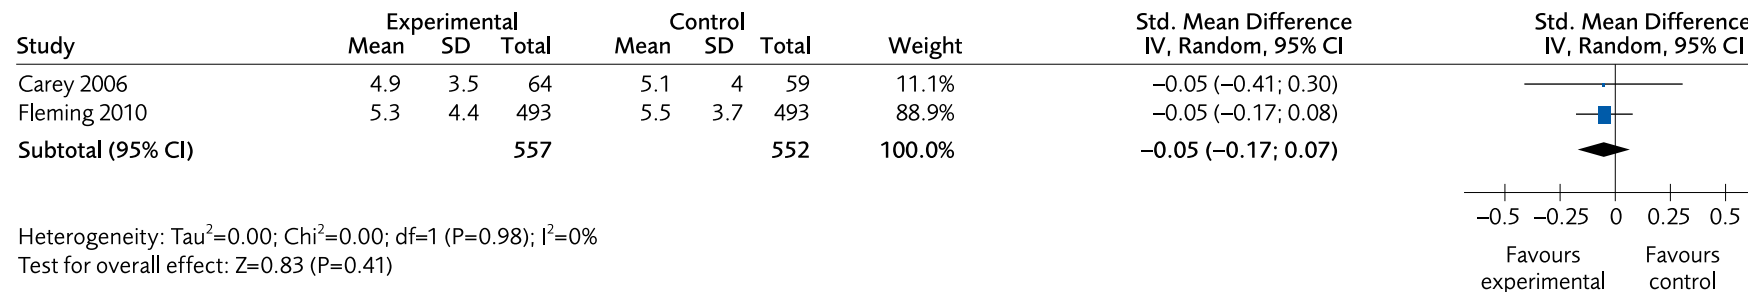 Experimental Control Std. Mean Difference Std. Mean Difference
Study Mean SD Total Mean SD Total Weight IV, Random, 95% CI IV, Random, 95% CI
Carey 2006 4.9 3.5 64 5.1 4 59 11.1% −0.05 (−0.41; 0.30)
Fleming 2010 5.3 4.4 493 5.5 3.7 493 88.9% −0.05 (−0.17; 0.08)
Subtotal (95% CI) 557 552 100.0% −0.05 (−0.17; 0.07)
−0.5 −0.25 0 0.25 0.5
Heterogeneity: Tau²=0.00; Chi²=0.00; df=1 (P=0.98); I²=0%
Test for overall effect: Z=0.83 (P=0.41)
Favours experimental
Favours control